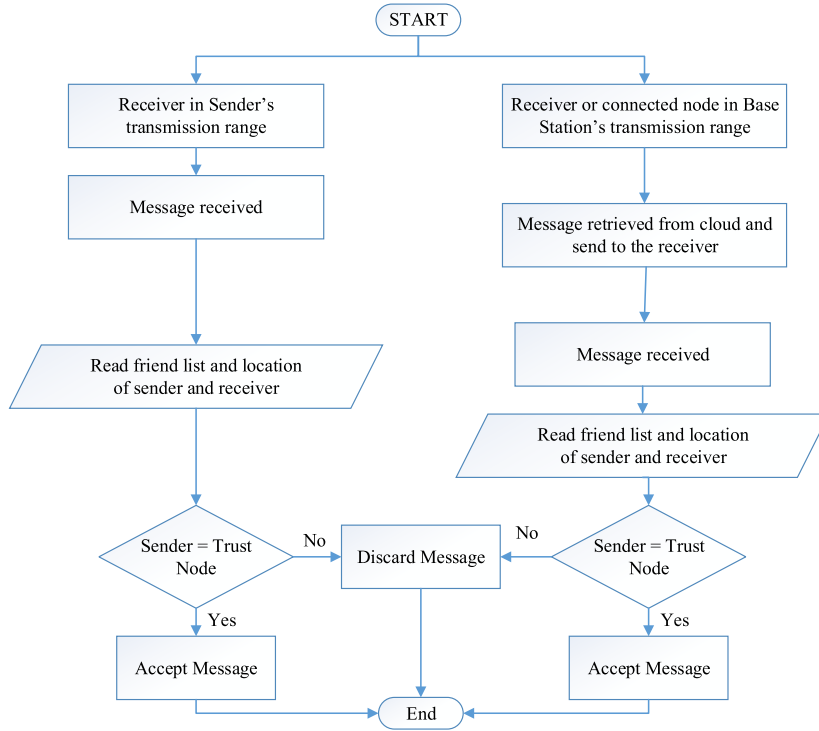 START
Receiver in Sender's
transmission range
Receiver or connected node in Base
Station's transmission range
Message received
Message retrieved from cloud and
send to the receiver
Message received
Read friend list and location
of sender and receiver
Read friend list and location
of sender and receiver
Sender = Trust
Node
No
Discard Message
No
Sender = Trust
Node
Yes
Yes
Accept Message
Accept Message
End